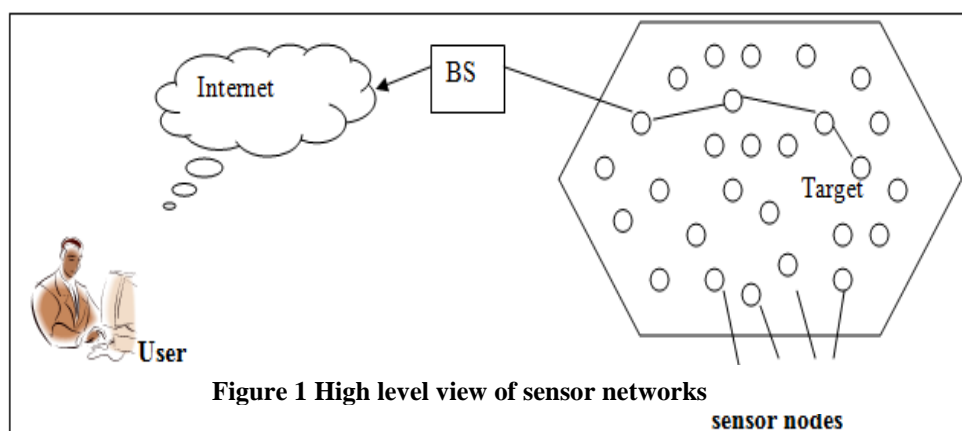 Internet
BS
Target
User
Figure 1 High level view of sensor networks
sensor nodes